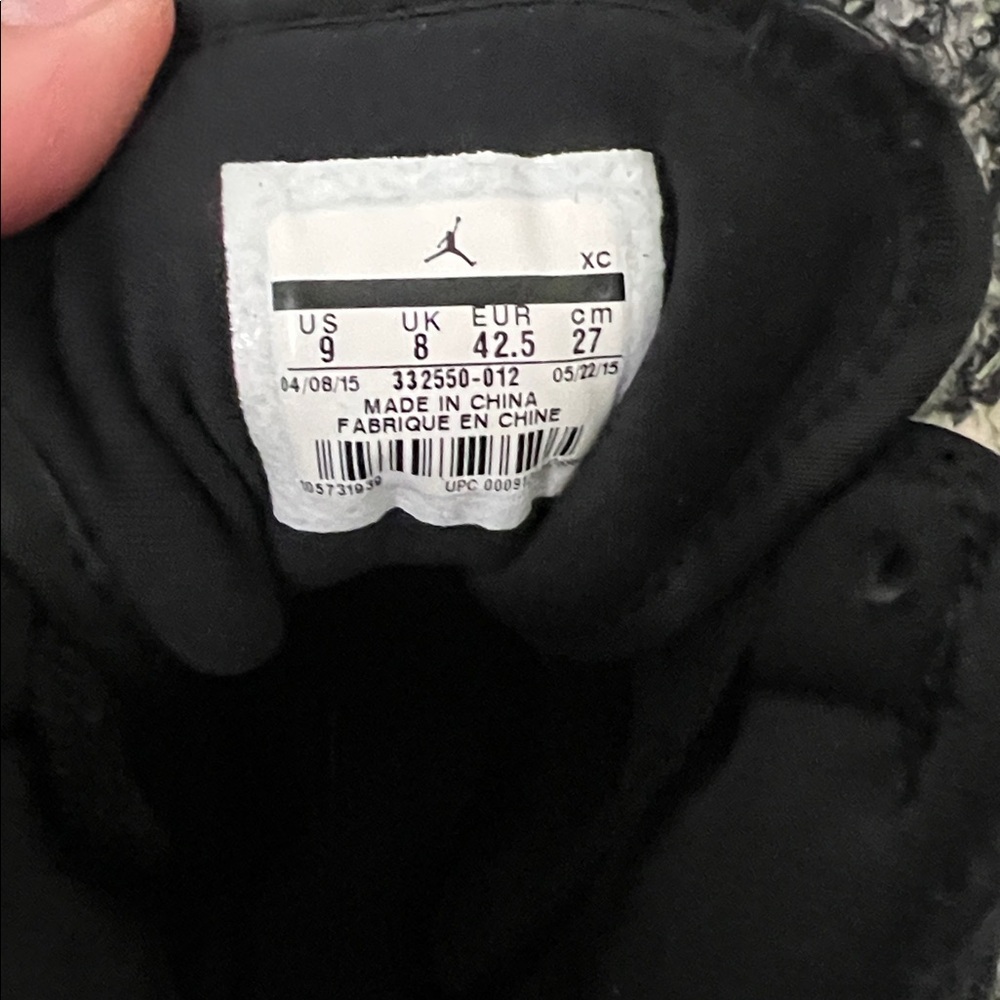 XC
US UK EUR cm
9 8 42.5 27
04/08/15 332550-012 05/22/15
MADE IN CHINA
FABRIQUE EN CHINE
UPC